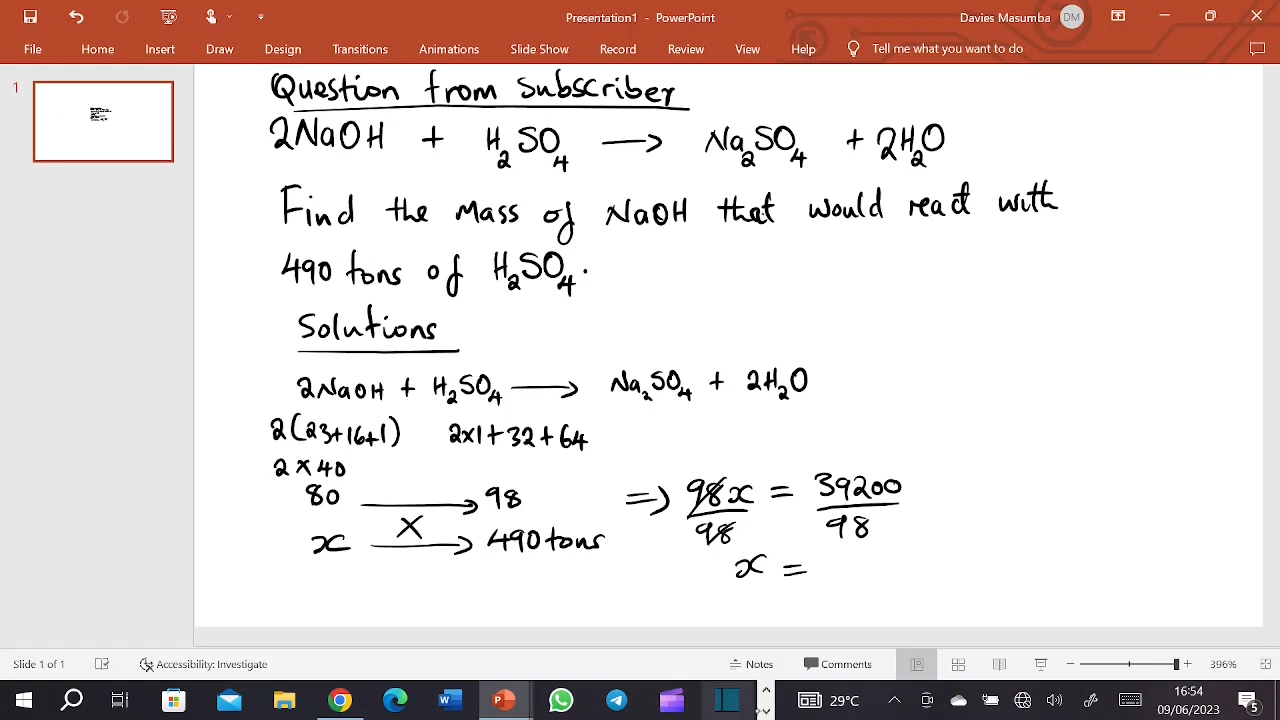 Presentation1 - PowerPoint
Davies Masumba DM
File Home Insert Draw Design Transitions Animations Slide Show Record Review View Help Tell me what you want to do
1
Question from subscriber
2NaOH + H₂SO₄ → Na₂SO₄ + 2H₂O
Find the mass of NaOH that would react with
490 tons of H₂SO₄.
Solutions
2NaOH + H₂SO₄ → Na₂SO₄ + 2H₂O
2(23+16+1) 2x1+32+64
2 x 40
80 → 98 ⇒ 98x/98 = 39200/98
x → 490 tons
x =
Slide 1 of 1 Accessibility: Investigate Notes Comments 396%
29°C 16:34
09/06/2023 5